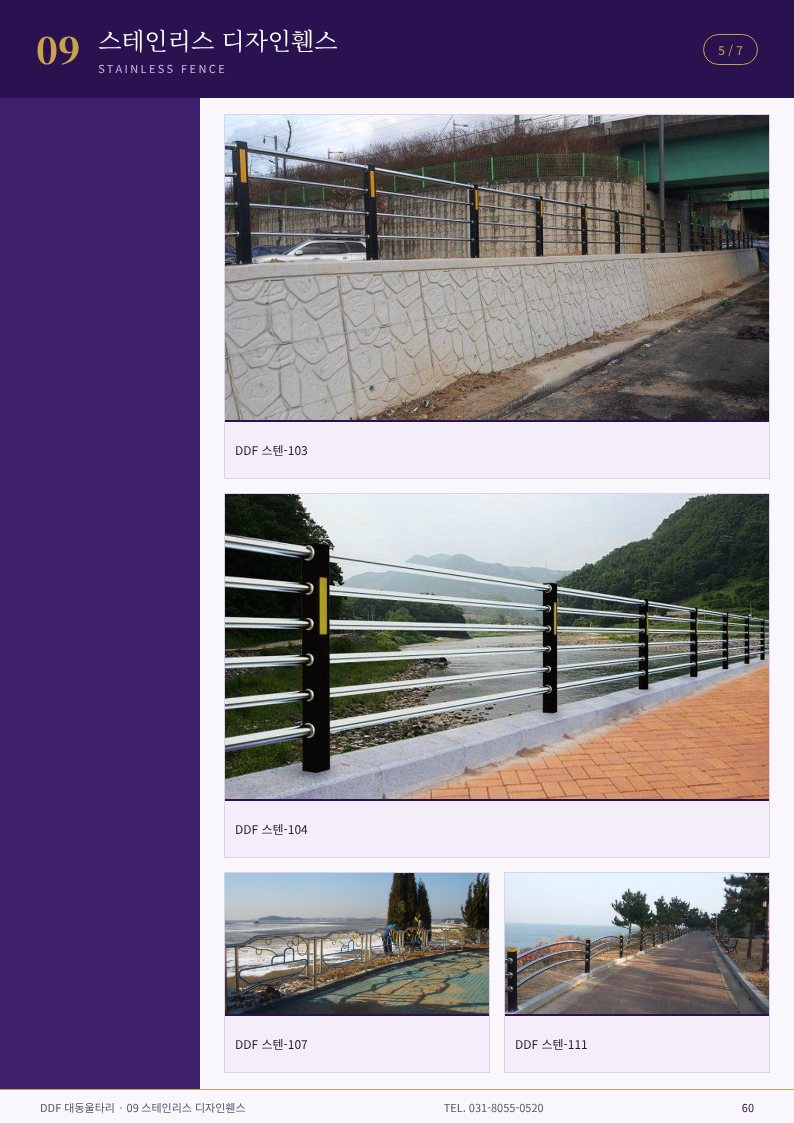 09
스테인리스 디자인휀스
STAINLESS FENCE
5 / 7
DDF 스텐-103
DDF 스텐-104
DDF 스텐-107
DDF 스텐-111
DDF 대동울타리 · 09 스테인리스 디자인휀스
TEL. 031-8055-0520
60